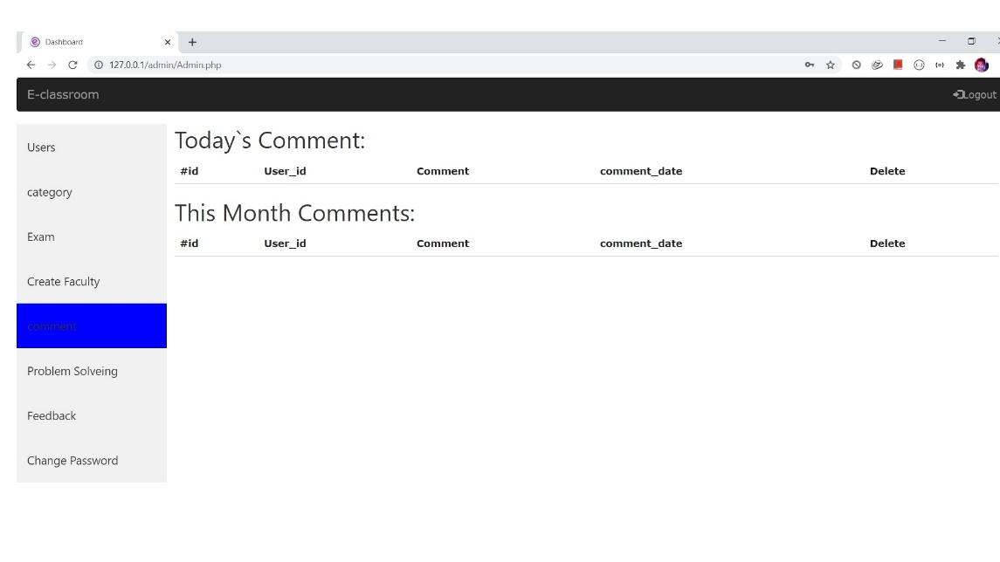 Dashboard
127.0.0.1/admin/Admin.php
E-classroom Logout
Users
category
Exam
Create Faculty
comment
Problem Solveing
Feedback
Change Password
Today`s Comment:
#id User_id Comment comment_date Delete
This Month Comments:
#id User_id Comment comment_date Delete